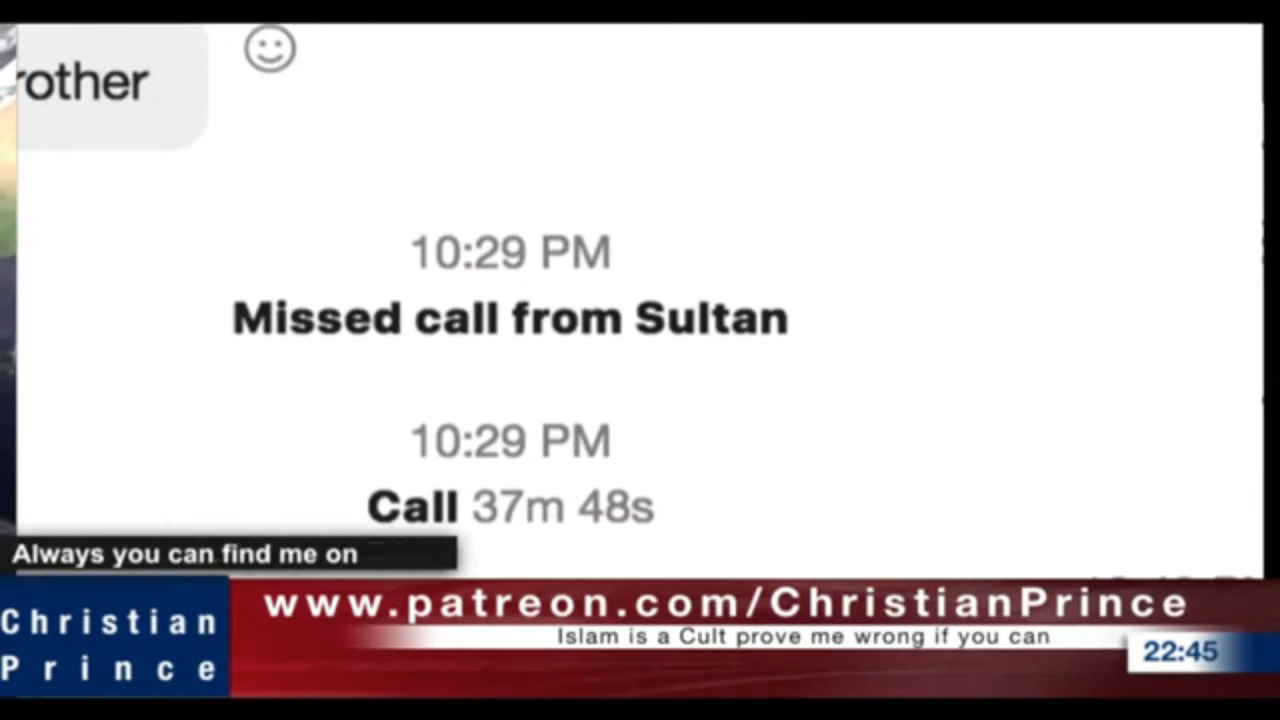 rother
10:29 PM
Missed call from Sultan
10:29 PM
Call 37m 48s
Always you can find me on
www.patreon.com/ChristianPrince
Islam is a Cult prove me wrong if you can
Christian
Prince
22:45